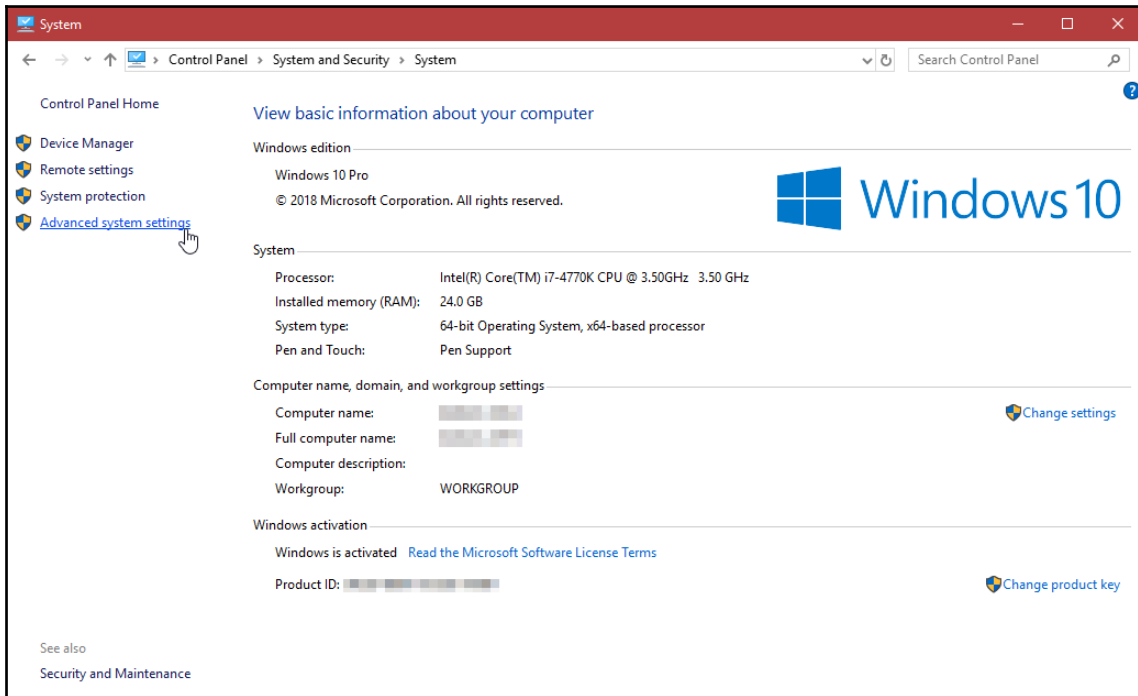 System
Control Panel > System and Security > System
Search Control Panel
?
Control Panel Home
Device Manager
Remote settings
System protection
Advanced system settings
View basic information about your computer
Windows edition
Windows 10 Pro
© 2018 Microsoft Corporation. All rights reserved.
Windows 10
System
Processor: Intel(R) Core(TM) i7-4770K CPU @ 3.50GHz 3.50 GHz
Installed memory (RAM): 24.0 GB
System type: 64-bit Operating System, x64-based processor
Pen and Touch: Pen Support
Computer name, domain, and workgroup settings
Computer name:
Change settings
Full computer name:
Computer description:
Workgroup: WORKGROUP
Windows activation
Windows is activated Read the Microsoft Software License Terms
Product ID:
Change product key
See also
Security and Maintenance